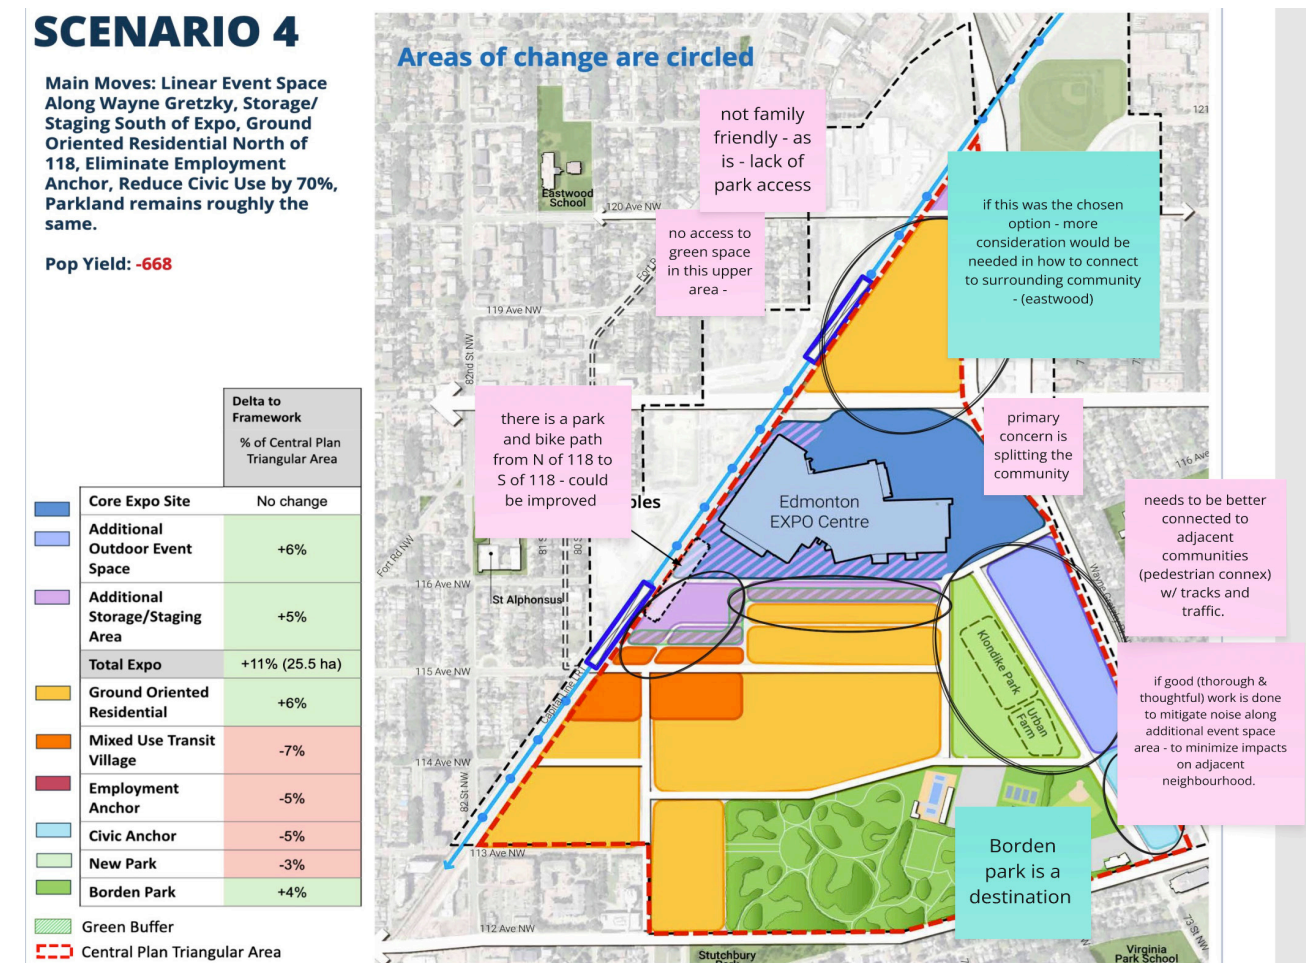 SCENARIO 4
Main Moves: Linear Event Space
Along Wayne Gretzky, Storage/
Staging South of Expo, Ground
Oriented Residential North of
118, Eliminate Employment
Anchor, Reduce Civic Use by 70%,
Parkland remains roughly the
same.
Pop Yield: -668
Delta to
Framework
% of Central Plan
Triangular Area
Core Expo Site No change
Additional
Outdoor Event
Space
+6%
Additional
Storage/Staging
Area
+5%
Total Expo +11% (25.5 ha)
Ground Oriented
Residential
+6%
Mixed Use Transit
Village
-7%
Employment
Anchor
-5%
Civic Anchor -5%
New Park -3%
Borden Park +4%
Green Buffer
Central Plan Triangular Area
Areas of change are circled
not family
friendly - as
is - lack of
park access
no access to
green space
in this upper
area -
if this was the chosen
option - more
consideration would be
needed in how to connect
to surrounding community
- (eastwood)
there is a park
and bike path
from N of 118 to
S of 118 - could
be improved
primary
concern is
splitting the
community
needs to be better
connected to
adjacent
communities
(pedestrian connex)
w/ tracks and
traffic.
if good (thorough &
thoughtful) work is done
to mitigate noise along
additional event space
area - to minimize impacts
on adjacent
neighbourhood.
Borden
park is a
destination
Eastwood
School
120 Ave NW
121
119 Ave NW
82nd St NW
116 Ave
Edmonton
EXPO Centre
Fort Rd NW
81 S
80 S
116 Ave NW
St Alphonsus
115 Ave NW
Capital Line LRT
Klondike Park
Urban
Farm
114 Ave NW
82 St NW
113 Ave NW
112 Ave NW
Stutchbury
73 St NW
Virginia
Park School